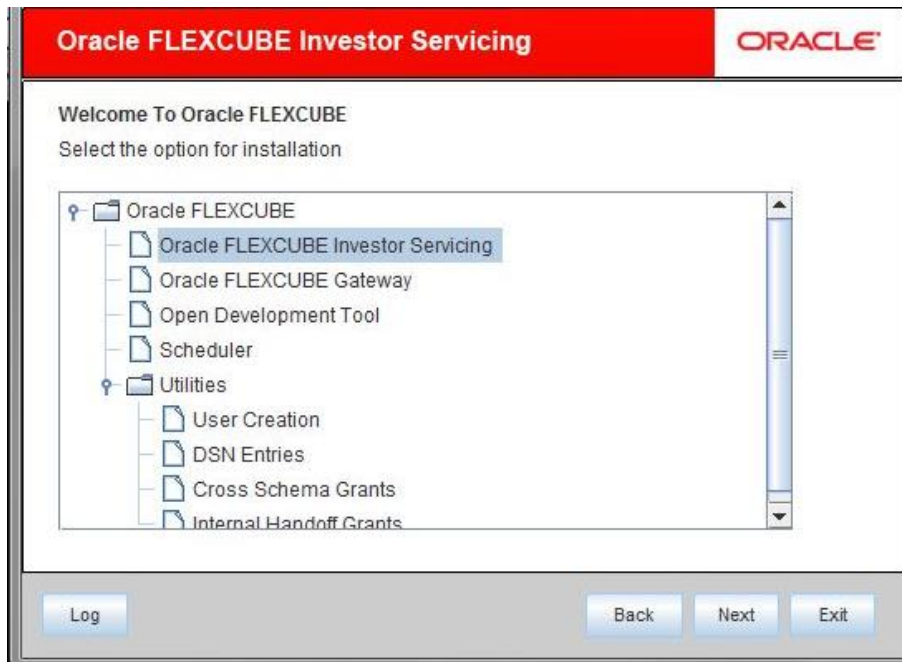 Oracle FLEXCUBE Investor Servicing
ORACLE
Welcome To Oracle FLEXCUBE
Select the option for installation
Oracle FLEXCUBE
Oracle FLEXCUBE Investor Servicing
Oracle FLEXCUBE Gateway
Open Development Tool
Scheduler
Utilities
User Creation
DSN Entries
Cross Schema Grants
Internal Handoff Grants
Log
Back
Next
Exit